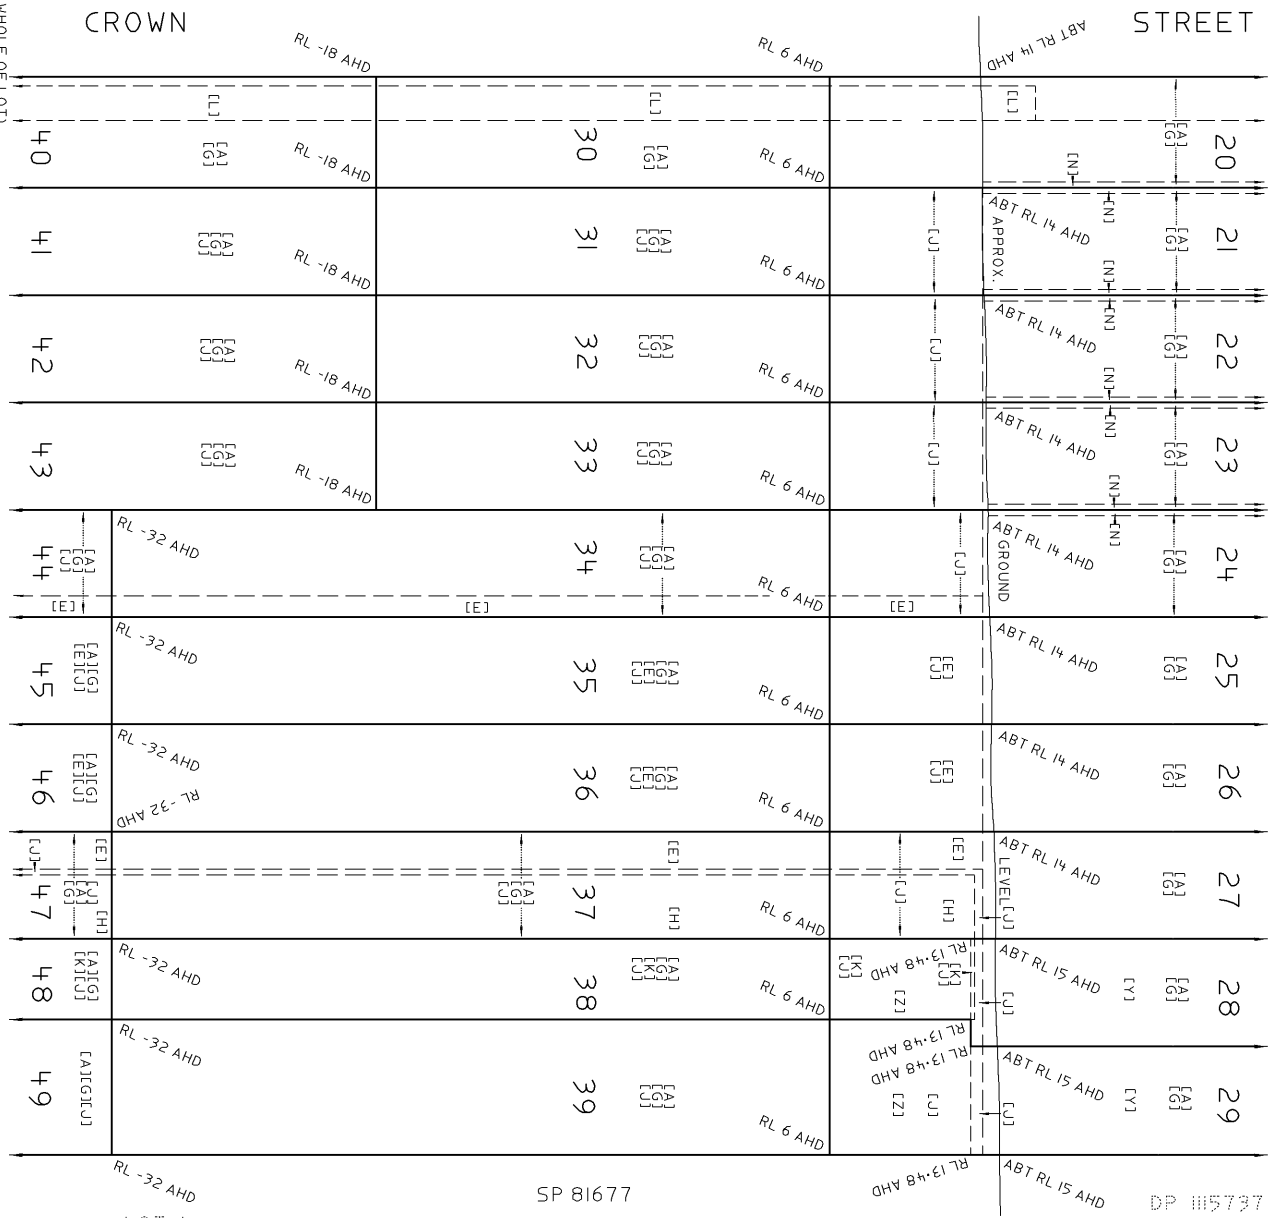 CROWN
STREET
WHOLE OF LOT)
RL -18 AHD
RL 6 AHD
ABT RL 14 AHD
[L]
[L]
[L]
40
[A]
[G]
RL -18 AHD
30
[A]
[G]
RL 6 AHD
[N]
[A]
[G]
20
41
[A]
[G]
[J]
RL -18 AHD
31
[A]
[G]
[J]
RL 6 AHD
[J]
APPROX.
ABT RL 14 AHD
[N]
[N]
[A]
[G]
21
42
[A]
[G]
[J]
RL -18 AHD
32
[A]
[G]
[J]
RL 6 AHD
[J]
ABT RL 14 AHD
[N]
[N]
[A]
[G]
22
43
[A]
[G]
[J]
RL -18 AHD
33
[A]
[G]
[J]
RL 6 AHD
[J]
ABT RL 14 AHD
[N]
[N]
[A]
[G]
23
44
[A]
[G]
[J]
[E]
RL -32 AHD
34
[A]
[G]
[J]
[E]
RL 6 AHD
[J]
[E]
GROUND
ABT RL 14 AHD
[N]
[A]
[G]
24
45
[A][G]
[E][J]
RL -32 AHD
35
[A]
[G]
[E]
[J]
RL 6 AHD
[E]
[J]
ABT RL 14 AHD
[A]
[G]
25
46
[A][G]
[E][J]
RL -32 AHD
RL -32 AHD
36
[A]
[G]
[E]
[J]
RL 6 AHD
[E]
[J]
ABT RL 14 AHD
[A]
[G]
26
47
[J]
[E]
[J]
[A]
[G]
[H]
37
[A]
[G]
[J]
[E]
[H]
RL 6 AHD
[J]
[E]
[H]
LEVEL
ABT RL 14 AHD
[J]
[A]
[G]
27
48
[A][G]
[K][J]
RL -32 AHD
38
[A]
[G]
[K]
[J]
RL 6 AHD
[K]
[J]
RL 13.48 AHD
[K]
[J]
[Z]
ABT RL 15 AHD
[J]
[Y]
[A]
[G]
28
49
[A][G][J]
RL -32 AHD
39
[A]
[G]
[J]
RL 6 AHD
RL 13.48 AHD
RL 13.48 AHD
[Z]
[J]
ABT RL 15 AHD
[J]
[Y]
[A]
[G]
29
RL -32 AHD
SP 81677
RL 13.48 AHD
ABT RL 15 AHD
DP 1115737